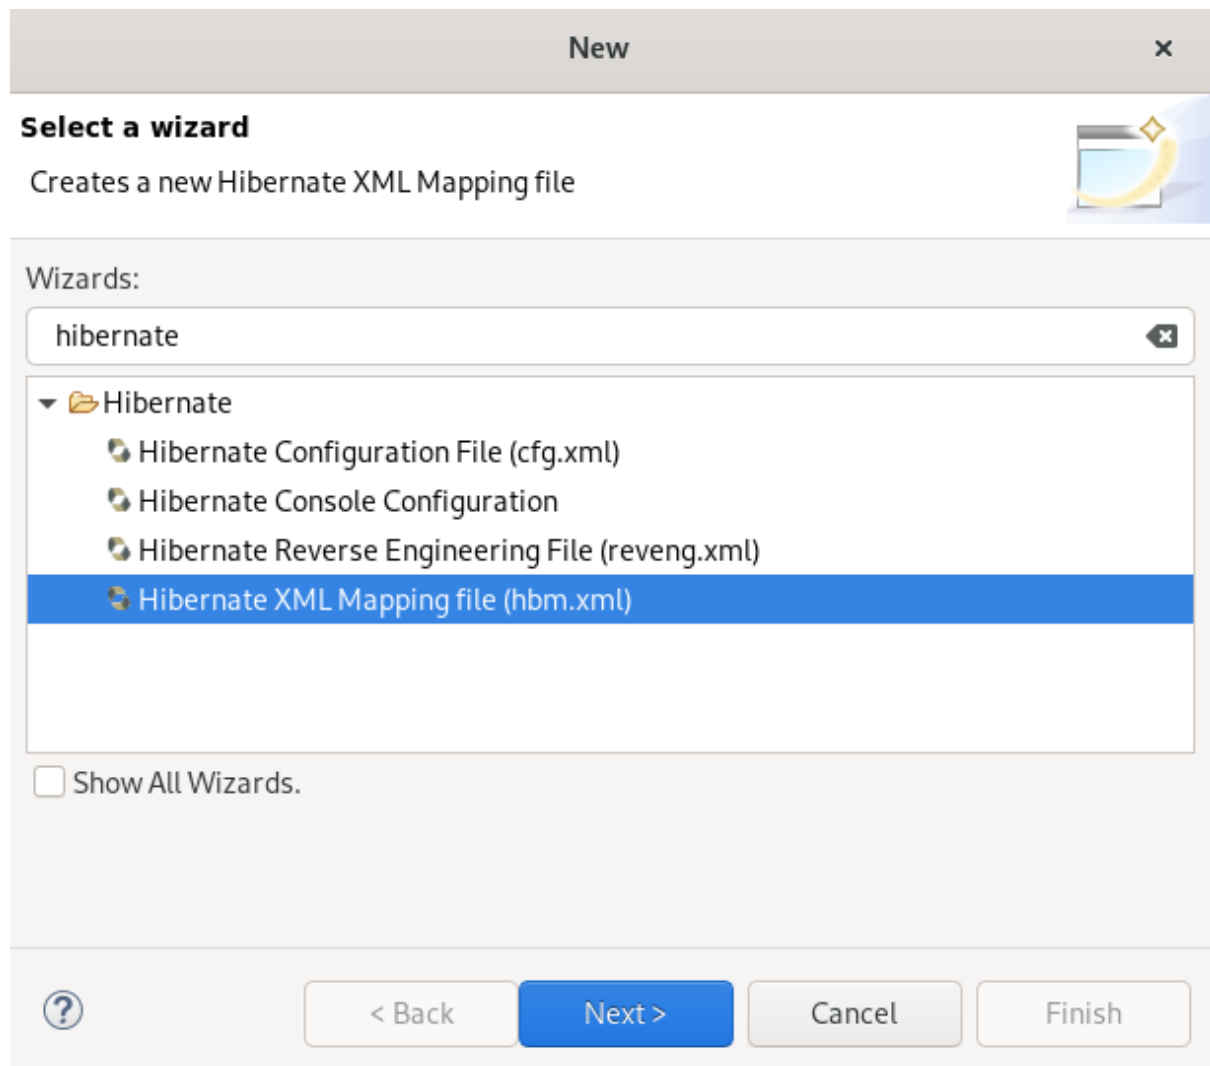 New
Select a wizard
Creates a new Hibernate XML Mapping file
Wizards:
hibernate
Hibernate
Hibernate Configuration File (cfg.xml)
Hibernate Console Configuration
Hibernate Reverse Engineering File (reveng.xml)
Hibernate XML Mapping file (hbm.xml)
Show All Wizards.
? < Back Next > Cancel Finish